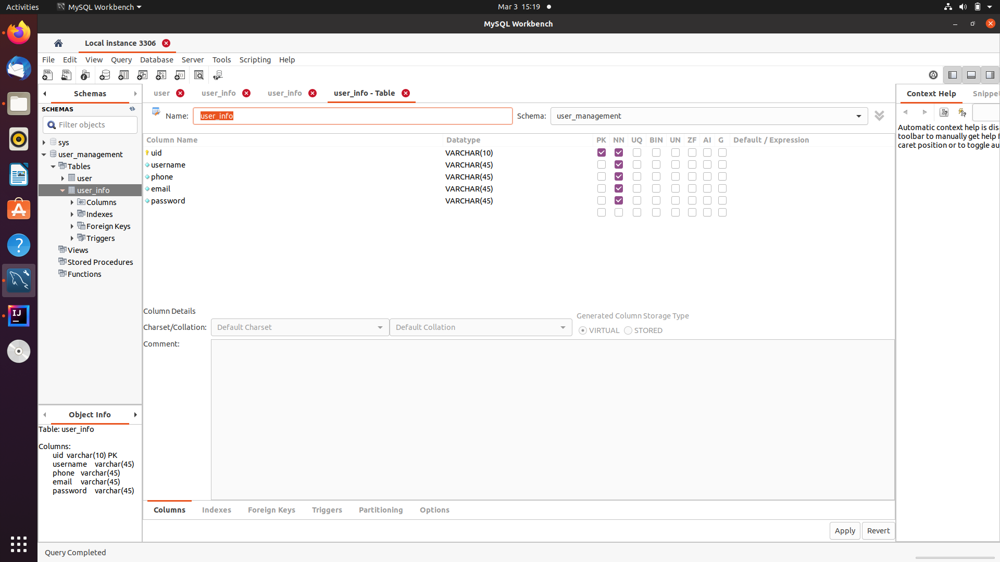 Activities
MySQL Workbench
Mar 3 15:19
MySQL Workbench
Local instance 3306
File Edit View Query Database Server Tools Scripting Help
Schemas
SCHEMAS
Filter objects
sys
user_management
Tables
user
user_info
Columns
Indexes
Foreign Keys
Triggers
Views
Stored Procedures
Functions
Object Info
Table: user_info
Columns:
uid varchar(10) PK
username varchar(45)
phone varchar(45)
email varchar(45)
password varchar(45)
user user_info user_info user_info - Table
Name: user_info Schema: user_management
Column Name Datatype PK NN UQ BIN UN ZF AI G Default / Expression
uid VARCHAR(10)
username VARCHAR(45)
phone VARCHAR(45)
email VARCHAR(45)
password VARCHAR(45)
Column Details
Charset/Collation: Default Charset Default Collation
Generated Column Storage Type
VIRTUAL STORED
Comment:
Columns Indexes Foreign Keys Triggers Partitioning Options
Apply Revert
Context Help Snippet
Automatic context help is dis
toolbar to manually get help f
caret position or to toggle au
Query Completed